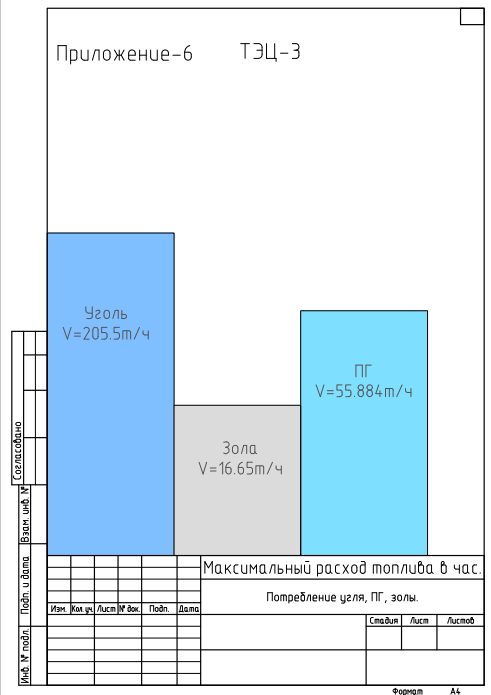 Приложение-6
ТЭЦ-3
Уголь
V=205.5т/ч
ПГ
V=55.884т/ч
Зола
V=16.65т/ч
Согласовано
Взам. инв. №
Подп. и дата
Инв. № подл.
Максимальный расход топлива в час.
Потребление угля, ПГ, золы.
Изм. Кол.уч. Лист № док. Подп. Дата
Стадия Лист Листов
Формат А4